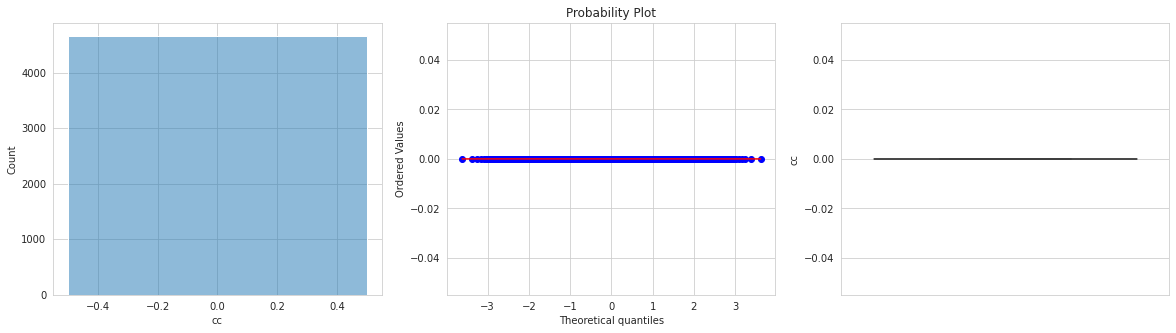 Probability Plot
Count
4000
3000
2000
1000
0
−0.4 −0.2 0.0 0.2 0.4
cc
Ordered Values
0.04
0.02
0.00
−0.02
−0.04
−3 −2 −1 0 1 2 3
Theoretical quantiles
cc
0.04
0.02
0.00
−0.02
−0.04